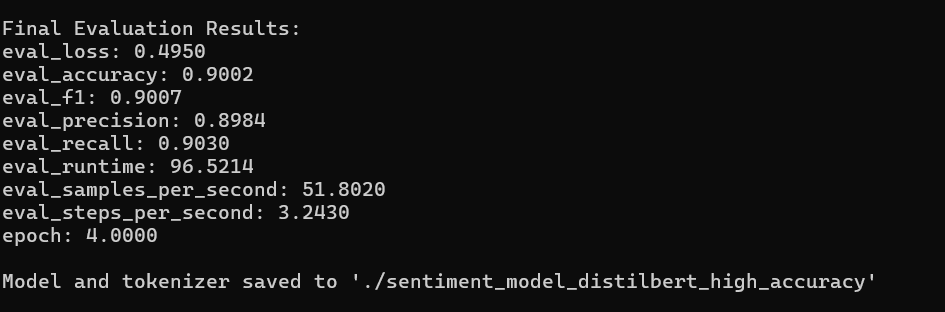 Final Evaluation Results:
eval_loss: 0.4950
eval_accuracy: 0.9002
eval_f1: 0.9007
eval_precision: 0.8984
eval_recall: 0.9030
eval_runtime: 96.5214
eval_samples_per_second: 51.8020
eval_steps_per_second: 3.2430
epoch: 4.0000
Model and tokenizer saved to './sentiment_model_distilbert_high_accuracy'